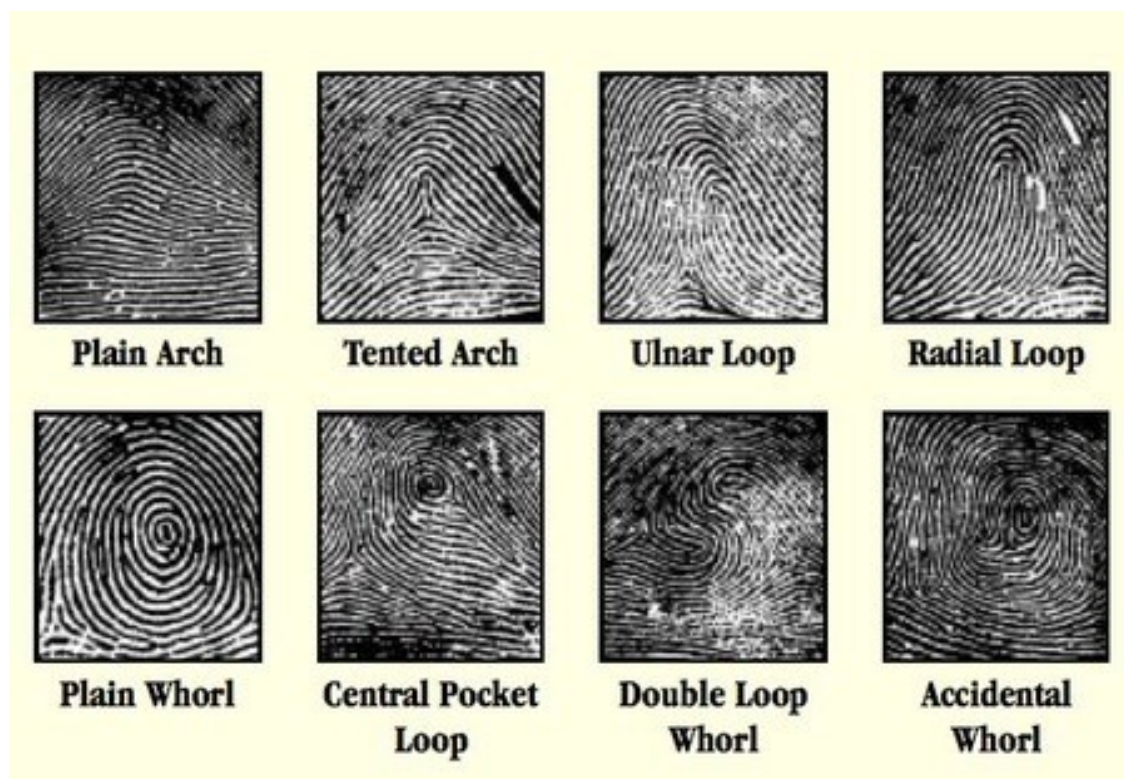 Plain Arch
Tented Arch
Ulnar Loop
Radial Loop
Plain Whorl
Central Pocket
Loop
Double Loop
Whorl
Accidental
Whorl